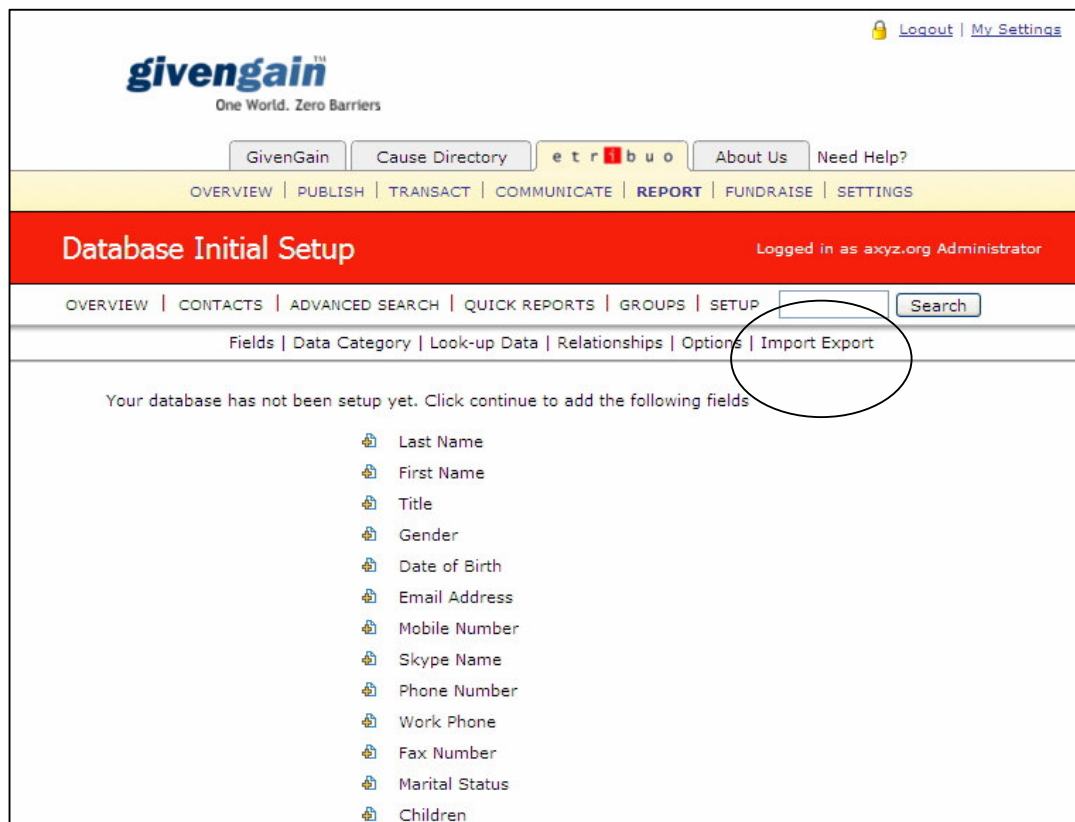 Logout | My Settings
givengain™
One World. Zero Barriers
GivenGain Cause Directory etribuo About Us Need Help?
OVERVIEW | PUBLISH | TRANSACT | COMMUNICATE | REPORT | FUNDRAISE | SETTINGS
Database Initial Setup Logged in as axyz.org Administrator
OVERVIEW | CONTACTS | ADVANCED SEARCH | QUICK REPORTS | GROUPS | SETUP Search
Fields | Data Category | Look-up Data | Relationships | Options | Import Export
Your database has not been setup yet. Click continue to add the following fields
Last Name
First Name
Title
Gender
Date of Birth
Email Address
Mobile Number
Skype Name
Phone Number
Work Phone
Fax Number
Marital Status
Children